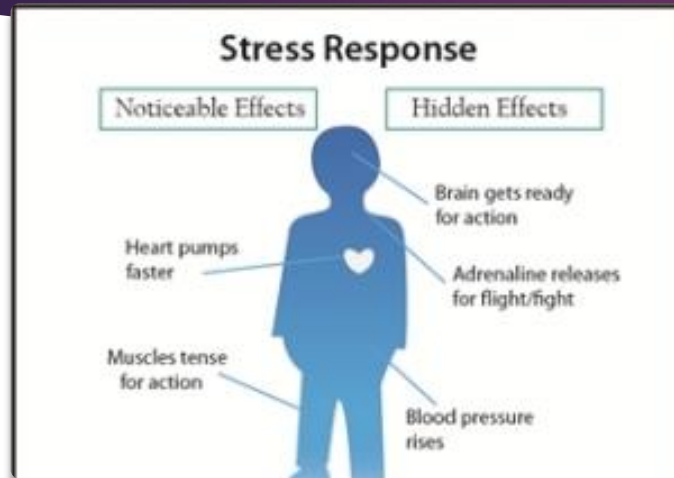 Stress Response
Noticeable Effects
Hidden Effects
Brain gets ready
for action
Heart pumps
faster
Adrenaline releases
for flight/fight
Muscles tense
for action
Blood pressure
rises